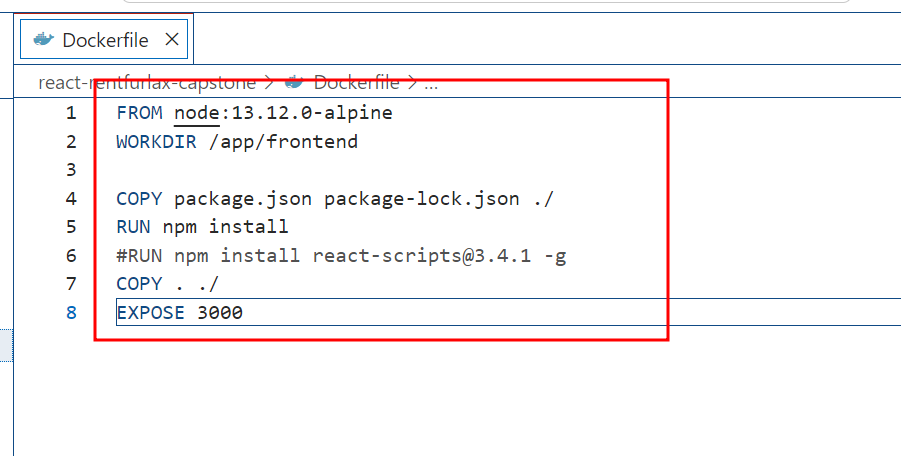 Dockerfile
react-rentfurlax-capstone > Dockerfile > ...
1 FROM node:13.12.0-alpine
2 WORKDIR /app/frontend
3
4 COPY package.json package-lock.json ./
5 RUN npm install
6 #RUN npm install react-scripts@3.4.1 -g
7 COPY . ./
8 EXPOSE 3000